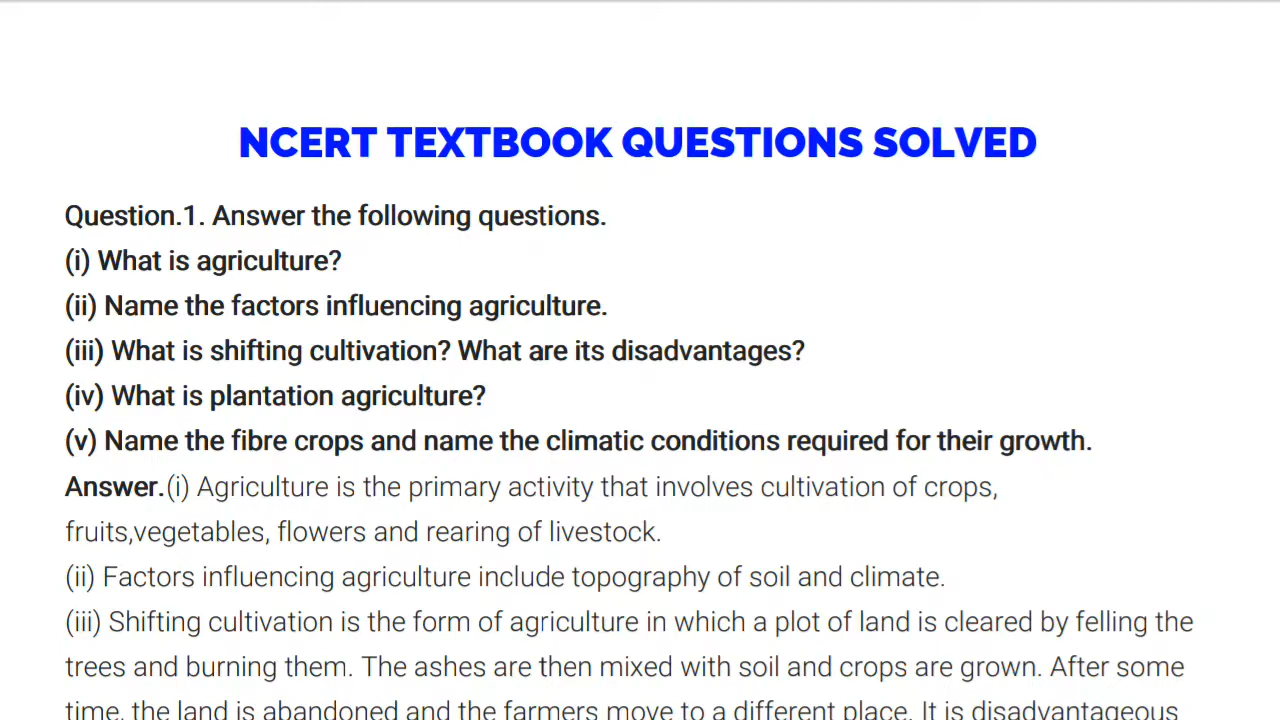 NCERT TEXTBOOK QUESTIONS SOLVED
Question.1. Answer the following questions.
(i) What is agriculture?
(ii) Name the factors influencing agriculture.
(iii) What is shifting cultivation? What are its disadvantages?
(iv) What is plantation agriculture?
(v) Name the fibre crops and name the climatic conditions required for their growth.
Answer.(i) Agriculture is the primary activity that involves cultivation of crops,
fruits,vegetables, flowers and rearing of livestock.
(ii) Factors influencing agriculture include topography of soil and climate.
(iii) Shifting cultivation is the form of agriculture in which a plot of land is cleared by felling the
trees and burning them. The ashes are then mixed with soil and crops are grown. After some
time, the land is abandoned and the farmers move to a different place. It is disadvantageous